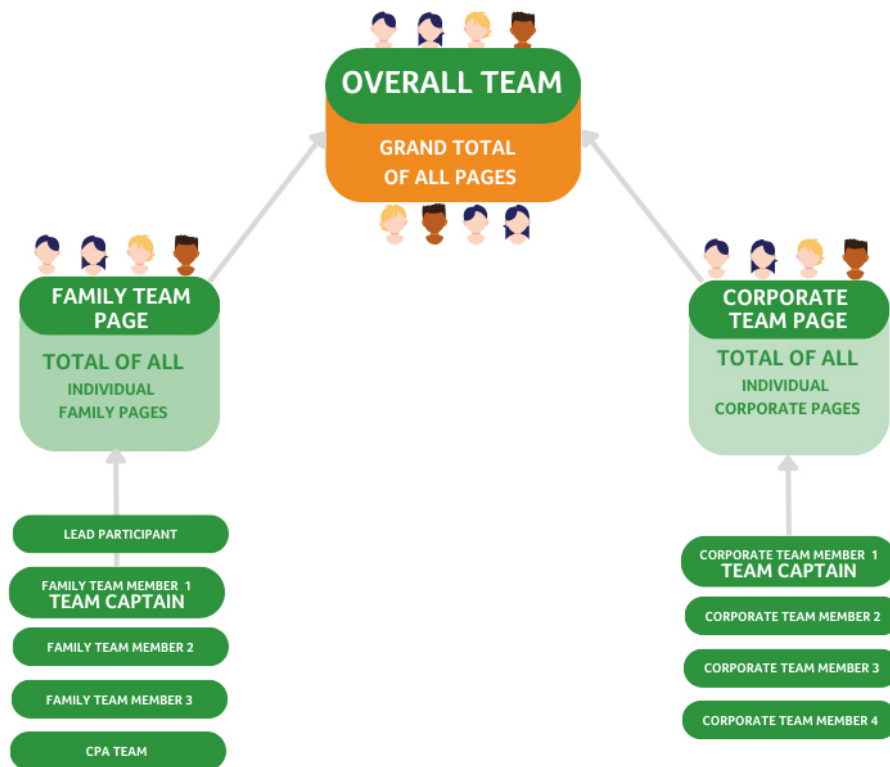 OVERALL TEAM
GRAND TOTAL
OF ALL PAGES
FAMILY TEAM
PAGE
TOTAL OF ALL
INDIVIDUAL
FAMILY PAGES
LEAD PARTICIPANT
FAMILY TEAM MEMBER 1
TEAM CAPTAIN
FAMILY TEAM MEMBER 2
FAMILY TEAM MEMBER 3
CPA TEAM
CORPORATE
TEAM PAGE
TOTAL OF ALL
INDIVIDUAL
CORPORATE PAGES
CORPORATE TEAM MEMBER 1
TEAM CAPTAIN
CORPORATE TEAM MEMBER 2
CORPORATE TEAM MEMBER 3
CORPORATE TEAM MEMBER 4